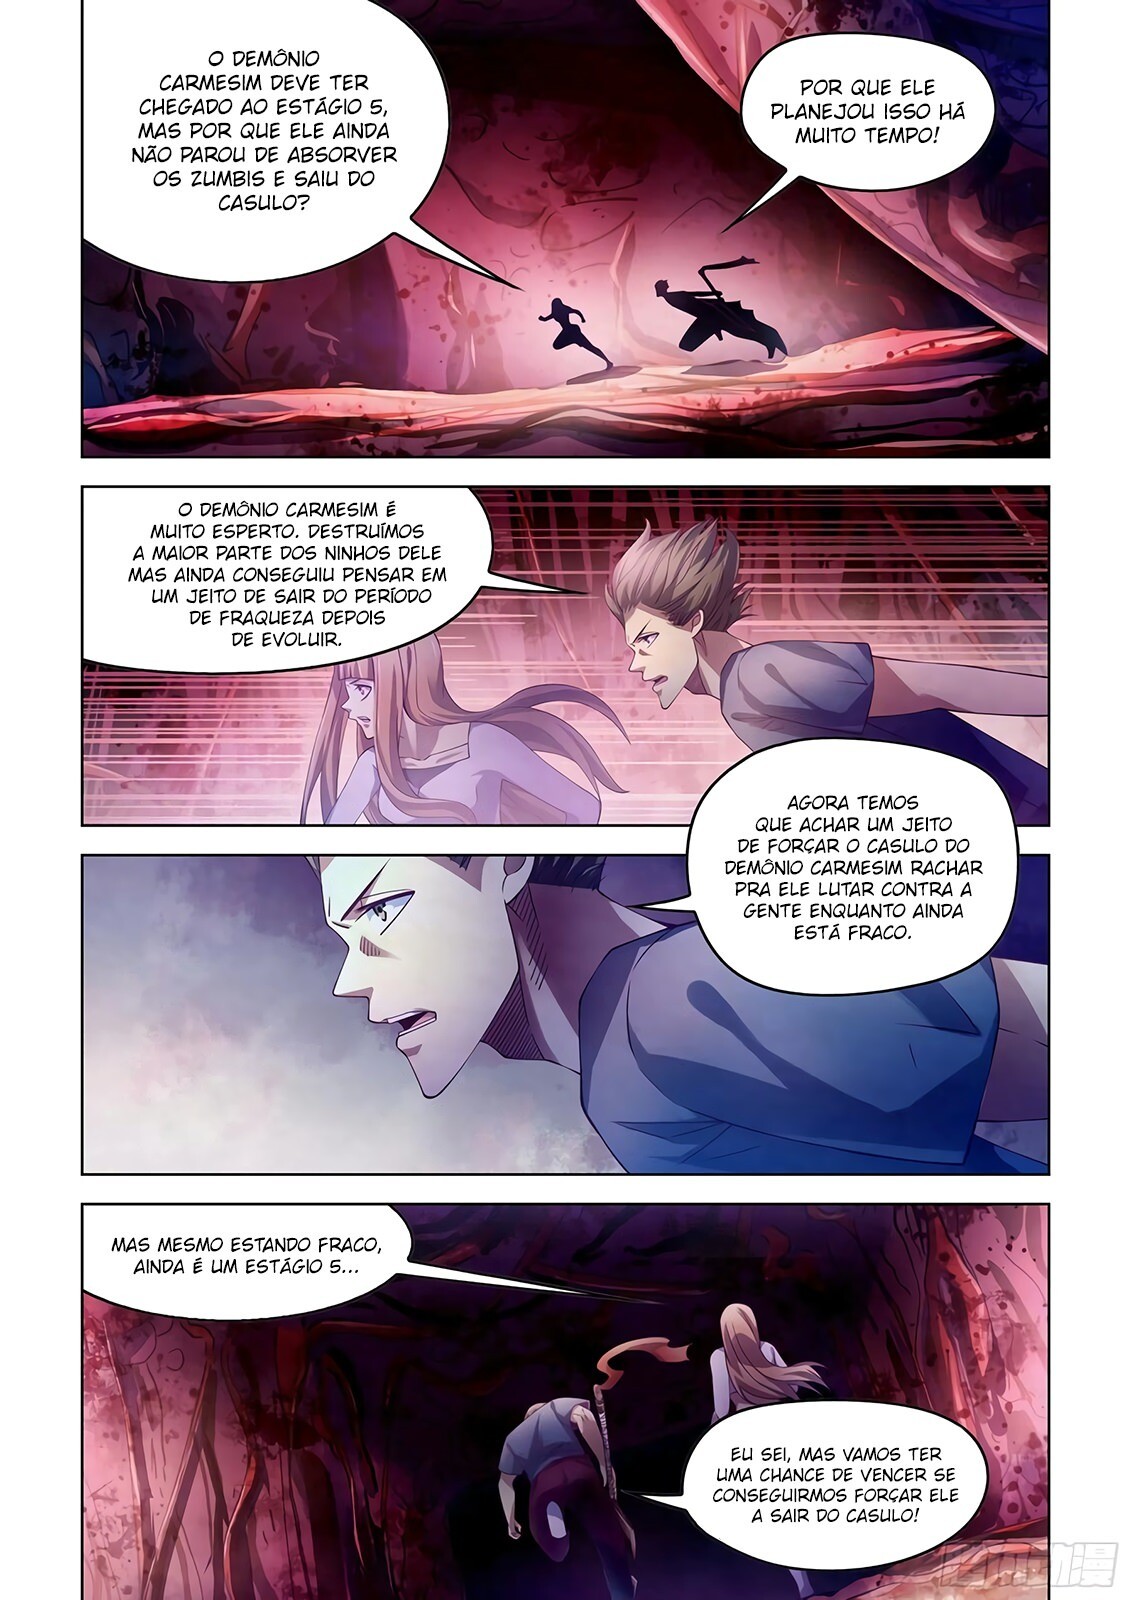 O DEMÔNIO
CARMESIM DEVE TER
CHEGADO AO ESTÁGIO 5,
MAS POR QUE ELE AINDA
NÃO PAROU DE ABSORVER
OS ZUMBIS E SAIU DO
CASULO?
POR QUE ELE
PLANEJOU ISSO HÁ
MUITO TEMPO!
O DEMÔNIO CARMESIM É
MUITO ESPERTO. DESTRUÍMOS
A MAIOR PARTE DOS NINHOS DELE
MAS AINDA CONSEGUIU PENSAR EM
UM JEITO DE SAIR DO PERÍODO
DE FRAQUEZA DEPOIS
DE EVOLUIR.
AGORA TEMOS
QUE ACHAR UM JEITO
DE FORÇAR O CASULO DO
DEMÔNIO CARMESIM RACHAR
PRA ELE LUTAR CONTRA A
GENTE ENQUANTO AINDA
ESTÁ FRACO.
MAS MESMO ESTANDO FRACO,
AINDA É UM ESTÁGIO 5...
EU SEI, MAS VAMOS TER
UMA CHANCE DE VENCER SE
CONSEGUIRMOS FORÇAR ELE
A SAIR DO CASULO!